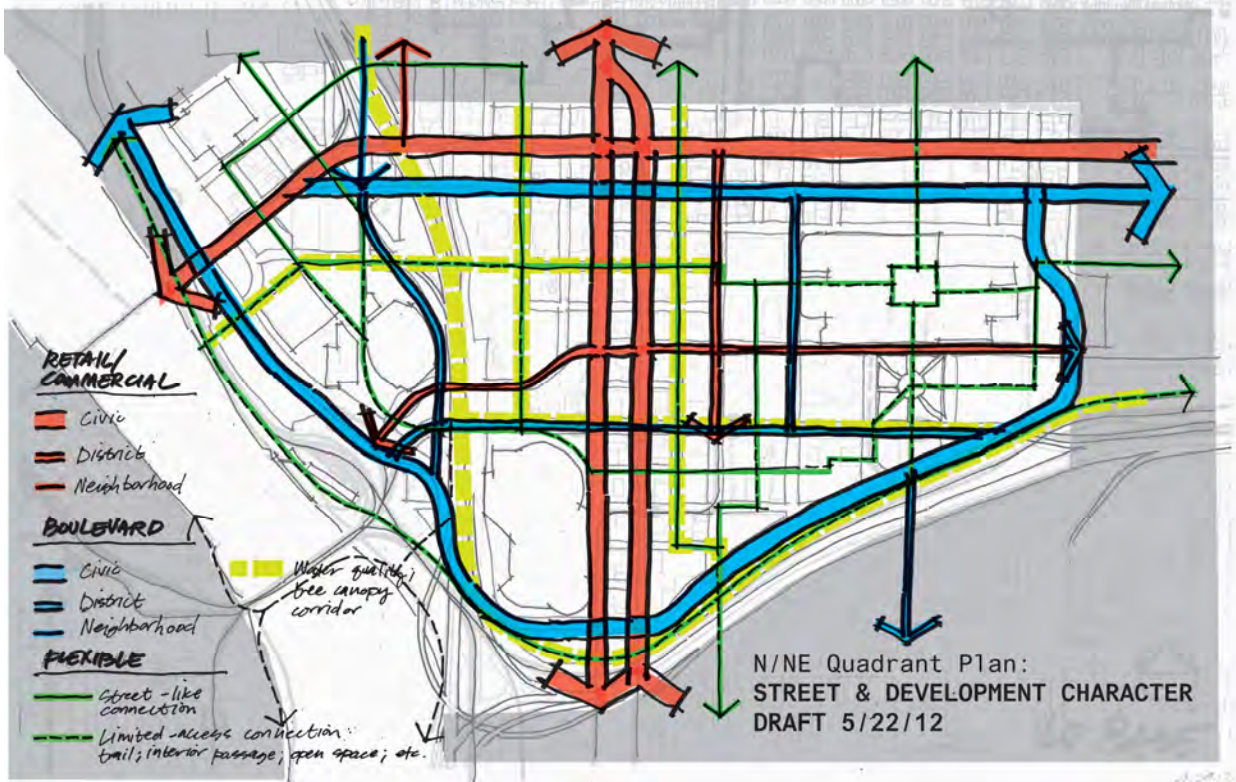 RETAIL/
COMMERCIAL
Civic
District
Neighborhood
BOULEVARD
Civic
District
Neighborhood
FLEXIBLE
Street-like
connection
Limited-access connection:
trail; interior passage; open space; etc.
Water quality;
tree canopy
corridor
N/NE Quadrant Plan:
STREET & DEVELOPMENT CHARACTER
DRAFT 5/22/12